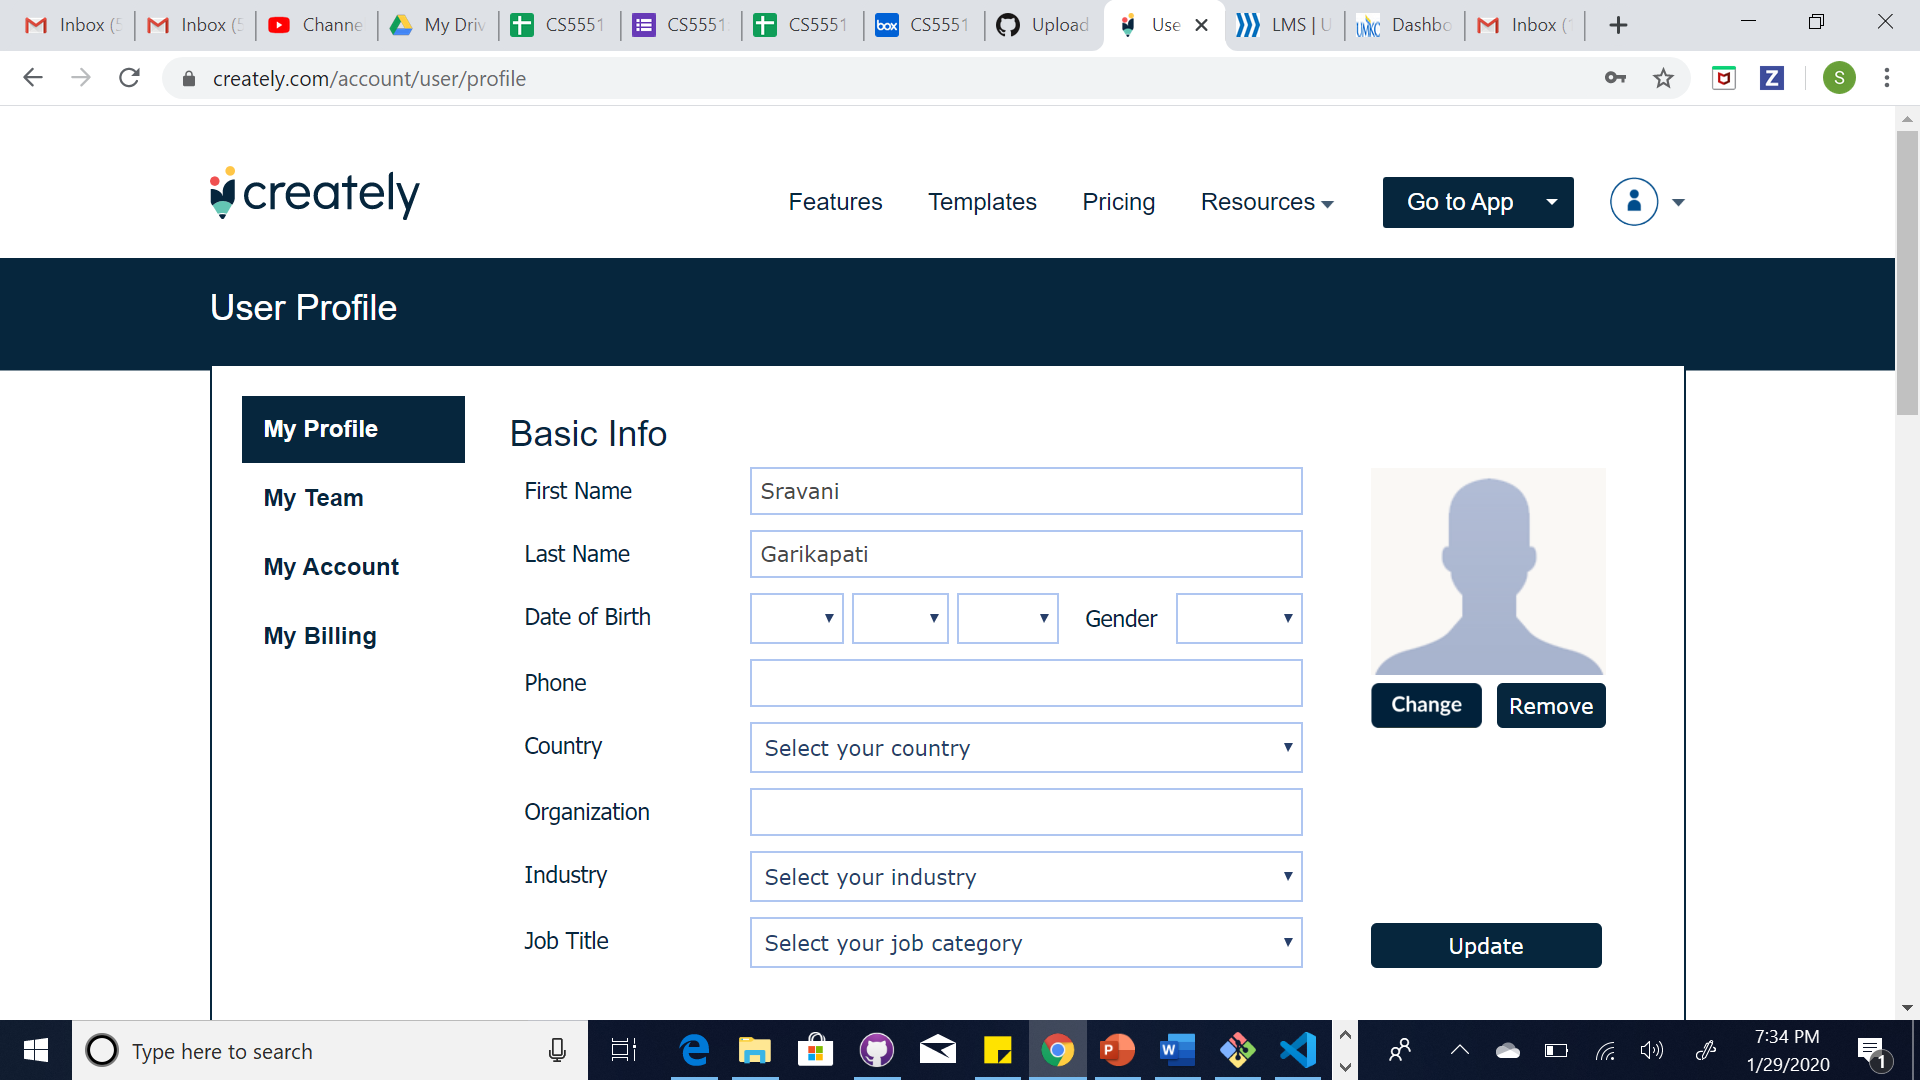 Inbox (5
Inbox (5
Channe
My Driv
CS5551
CS5551
CS5551
box
CS5551
Upload
Use
LMS | U
UMKC
Dashbo
Inbox (1
creately.com/account/user/profile
Z
S
creately
Features
Templates
Pricing
Resources
Go to App
User Profile
My Profile
My Team
My Account
My Billing
Basic Info
First Name
Sravani
Last Name
Garikapati
Date of Birth
Gender
Phone
Country
Select your country
Organization
Industry
Select your industry
Job Title
Select your job category
Change
Remove
Update
Type here to search
P
W
7:34 PM
1/29/2020
1